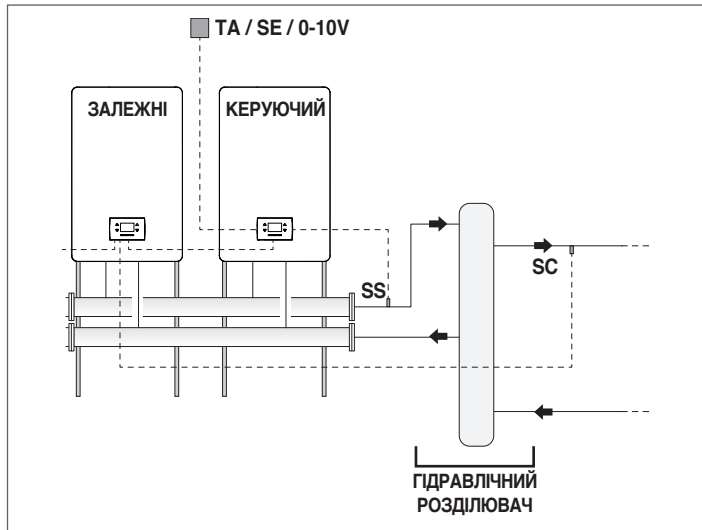 TA / SE / 0-10V
ЗАЛЕЖНІ
КЕРУЮЧИЙ
SS
SC
ГІДРАВЛІЧНИЙ
РОЗДІЛЮВАЧ